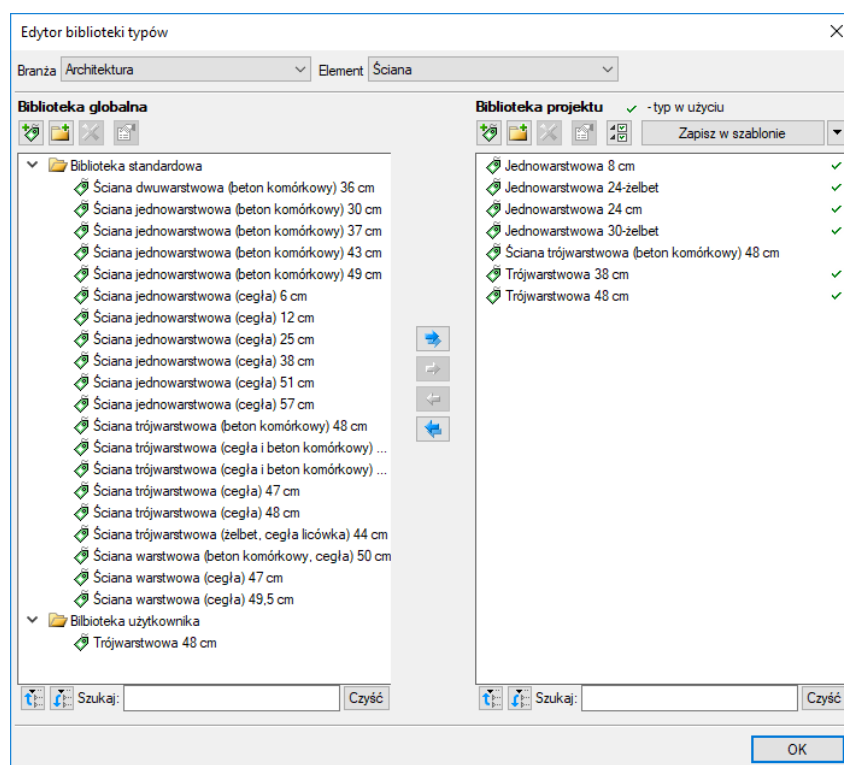 Edytor biblioteki typów
Branża Architektura Element Ściana
Biblioteka globalna
Biblioteka standardowa
Ściana dwuwarstwowa (beton komórkowy) 36 cm
Ściana jednowarstwowa (beton komórkowy) 30 cm
Ściana jednowarstwowa (beton komórkowy) 37 cm
Ściana jednowarstwowa (beton komórkowy) 43 cm
Ściana jednowarstwowa (beton komórkowy) 49 cm
Ściana jednowarstwowa (cegła) 6 cm
Ściana jednowarstwowa (cegła) 12 cm
Ściana jednowarstwowa (cegła) 25 cm
Ściana jednowarstwowa (cegła) 38 cm
Ściana jednowarstwowa (cegła) 51 cm
Ściana jednowarstwowa (cegła) 57 cm
Ściana trójwarstwowa (beton komórkowy) 48 cm
Ściana trójwarstwowa (cegła i beton komórkowy) ...
Ściana trójwarstwowa (cegła i beton komórkowy) ...
Ściana trójwarstwowa (cegła) 47 cm
Ściana trójwarstwowa (cegła) 48 cm
Ściana trójwarstwowa (żelbet, cegła licówka) 44 cm
Ściana warstwowa (beton komórkowy, cegła) 50 cm
Ściana warstwowa (cegła) 47 cm
Ściana warstwowa (cegła) 49,5 cm
Bilbioteka użytkownika
Trójwarstwowa 48 cm
Szukaj: Czyść
Biblioteka projektu - typ w użyciu
Zapisz w szablonie
Jednowarstwowa 8 cm
Jednowarstwowa 24-żelbet
Jednowarstwowa 24 cm
Jednowarstwowa 30-żelbet
Ściana trójwarstwowa (beton komórkowy) 48 cm
Trójwarstwowa 38 cm
Trójwarstwowa 48 cm
Szukaj: Czyść
OK